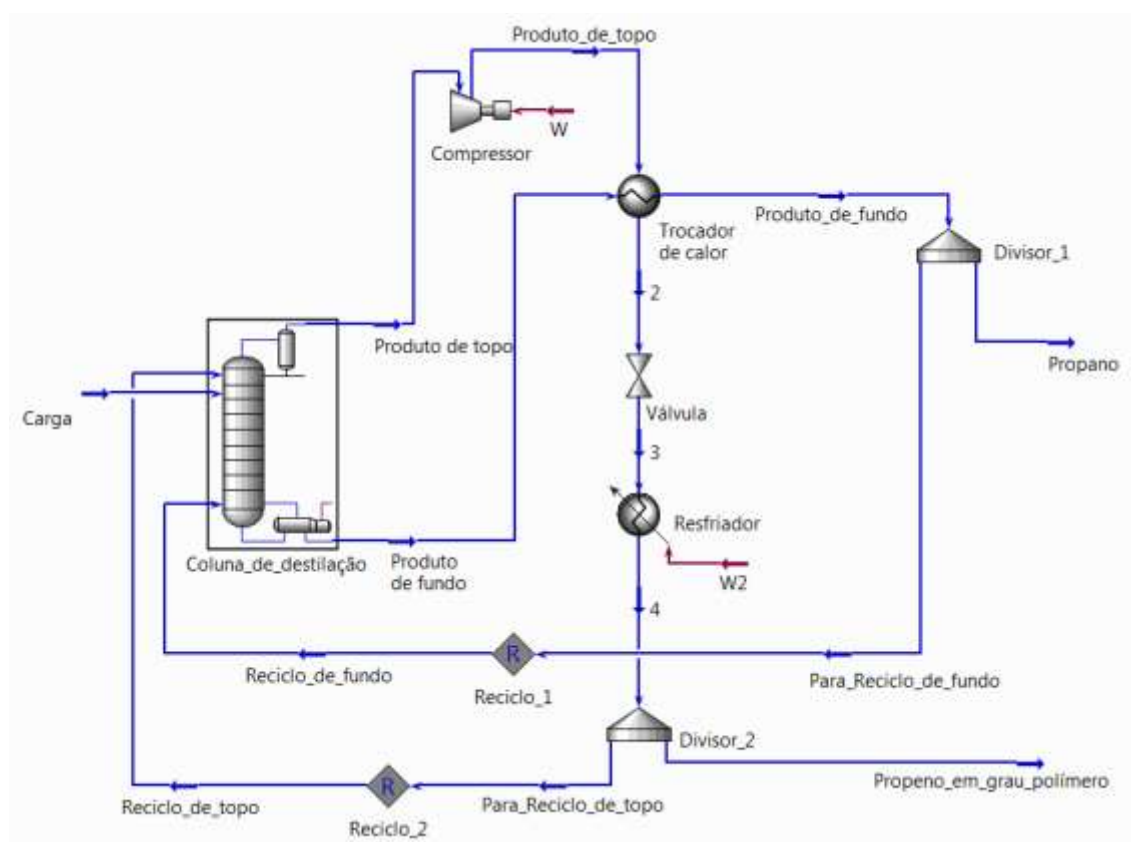 Produto_de_topo
W
Compressor
Produto_de_fundo
Trocador
de calor
Divisor_1
2
Produto de topo
Propano
Carga
Válvula
3
Resfriador
Produto
de fundo
Coluna_de_destilação
W2
4
R
Reciclo_de_fundo
Para_Reciclo_de_fundo
Reciclo_1
Divisor_2
Propeno_em_grau_polímero
R
Reciclo_de_topo
Para_Reciclo_de_topo
Reciclo_2